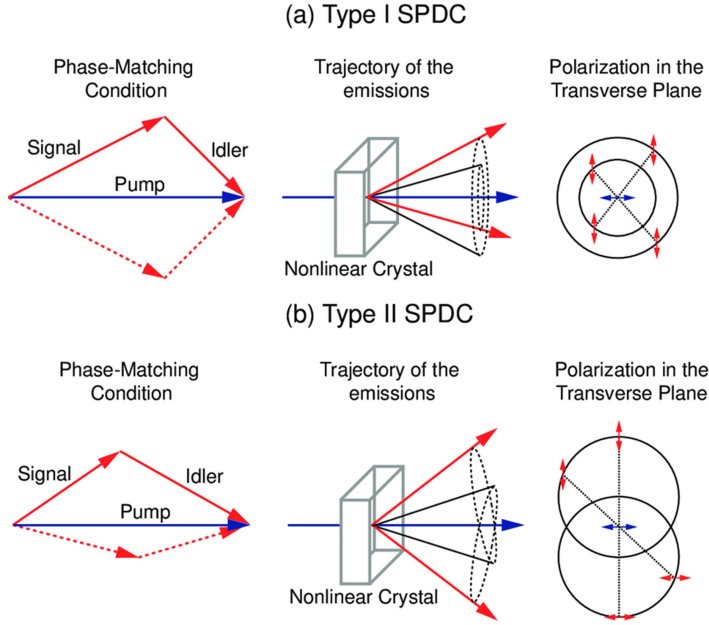 (a) Type I SPDC
Phase-Matching
Condition
Trajectory of the
emissions
Polarization in the
Transverse Plane
Signal
Idler
Pump
Nonlinear Crystal
(b) Type II SPDC
Phase-Matching
Condition
Trajectory of the
emissions
Polarization in the
Transverse Plane
Signal
Idler
Pump
Nonlinear Crystal